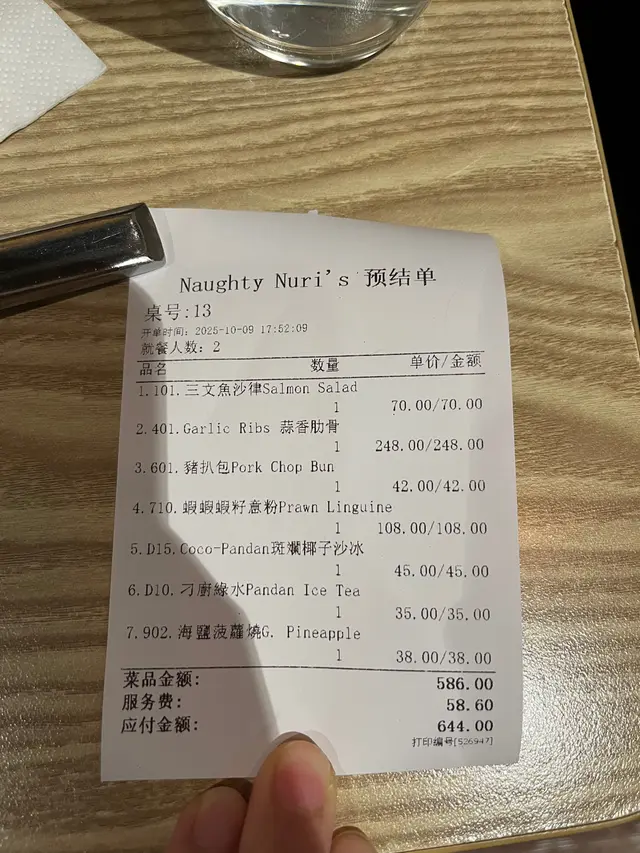 Naughty Nuri's 预结单
桌号:13
开单时间: 2025-10-09 17:52:09
就餐人数: 2
品名 数量 单价/金额
1.101.三文魚沙律Salmon Salad
1 70.00/70.00
2.401.Garlic Ribs 蒜香肋骨
1 248.00/248.00
3.601.豬扒包Pork Chop Bun
1 42.00/42.00
4.710.蝦蝦蝦籽意粉Prawn Linguine
1 108.00/108.00
5.D15.Coco-Pandan斑斕椰子沙冰
1 45.00/45.00
6.D10.刁廚綠水Pandan Ice Tea
1 35.00/35.00
7.902.海鹽菠蘿燒G. Pineapple
1 38.00/38.00
菜品金额: 586.00
服务费: 58.60
应付金额: 644.00
打印编号[526947]